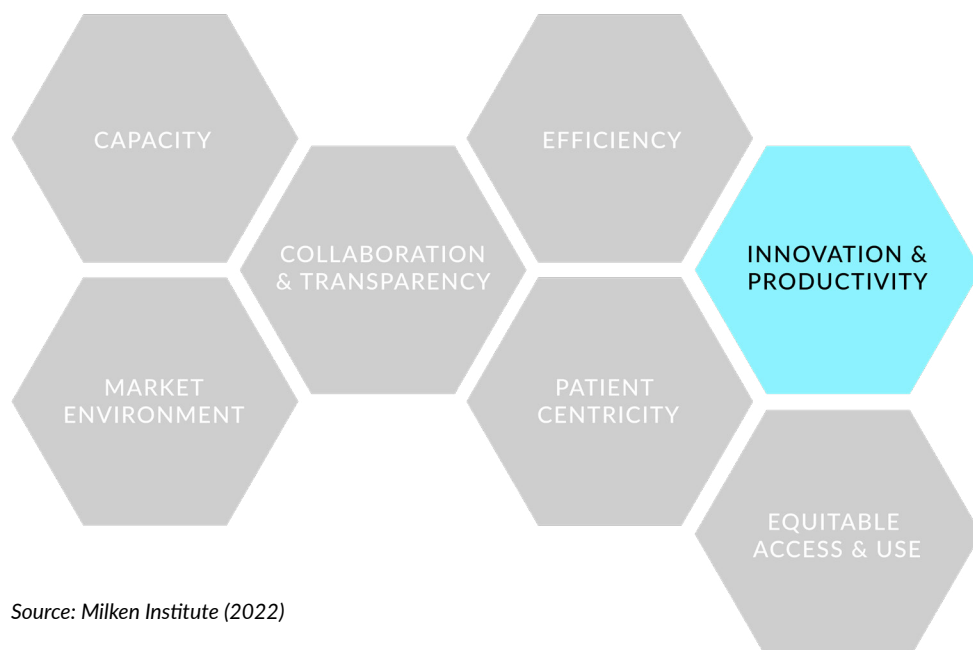 CAPACITY
EFFICIENCY
COLLABORATION
& TRANSPARENCY
INNOVATION &
PRODUCTIVITY
MARKET
ENVIRONMENT
PATIENT
CENTRICITY
EQUITABLE
ACCESS & USE
Source: Milken Institute (2022)